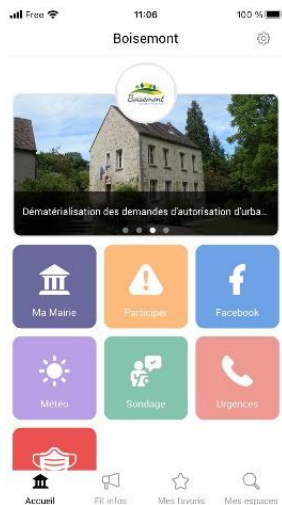 Free 11:06 100 %
Boisemont
Boisemont
Dématérialisation des demandes d'autorisation d'urba...
Ma Mairie Participer Facebook
Météo Sondage Urgences
Accueil Fil infos Mes favoris Mes espaces